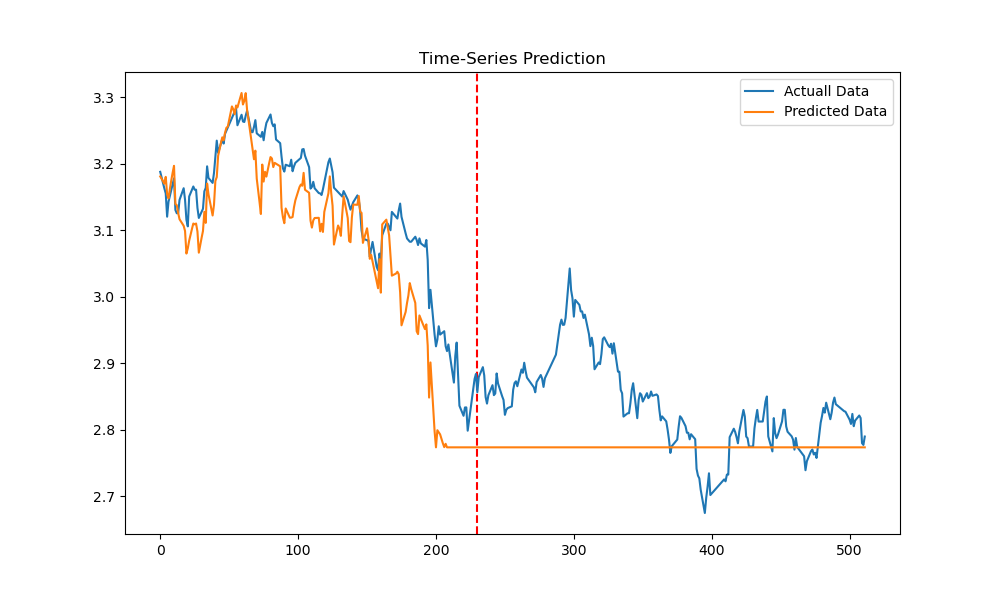 Time-Series Prediction
Actuall Data
Predicted Data
3.3
3.2
3.1
3.0
2.9
2.8
2.7
0 100 200 300 400 500